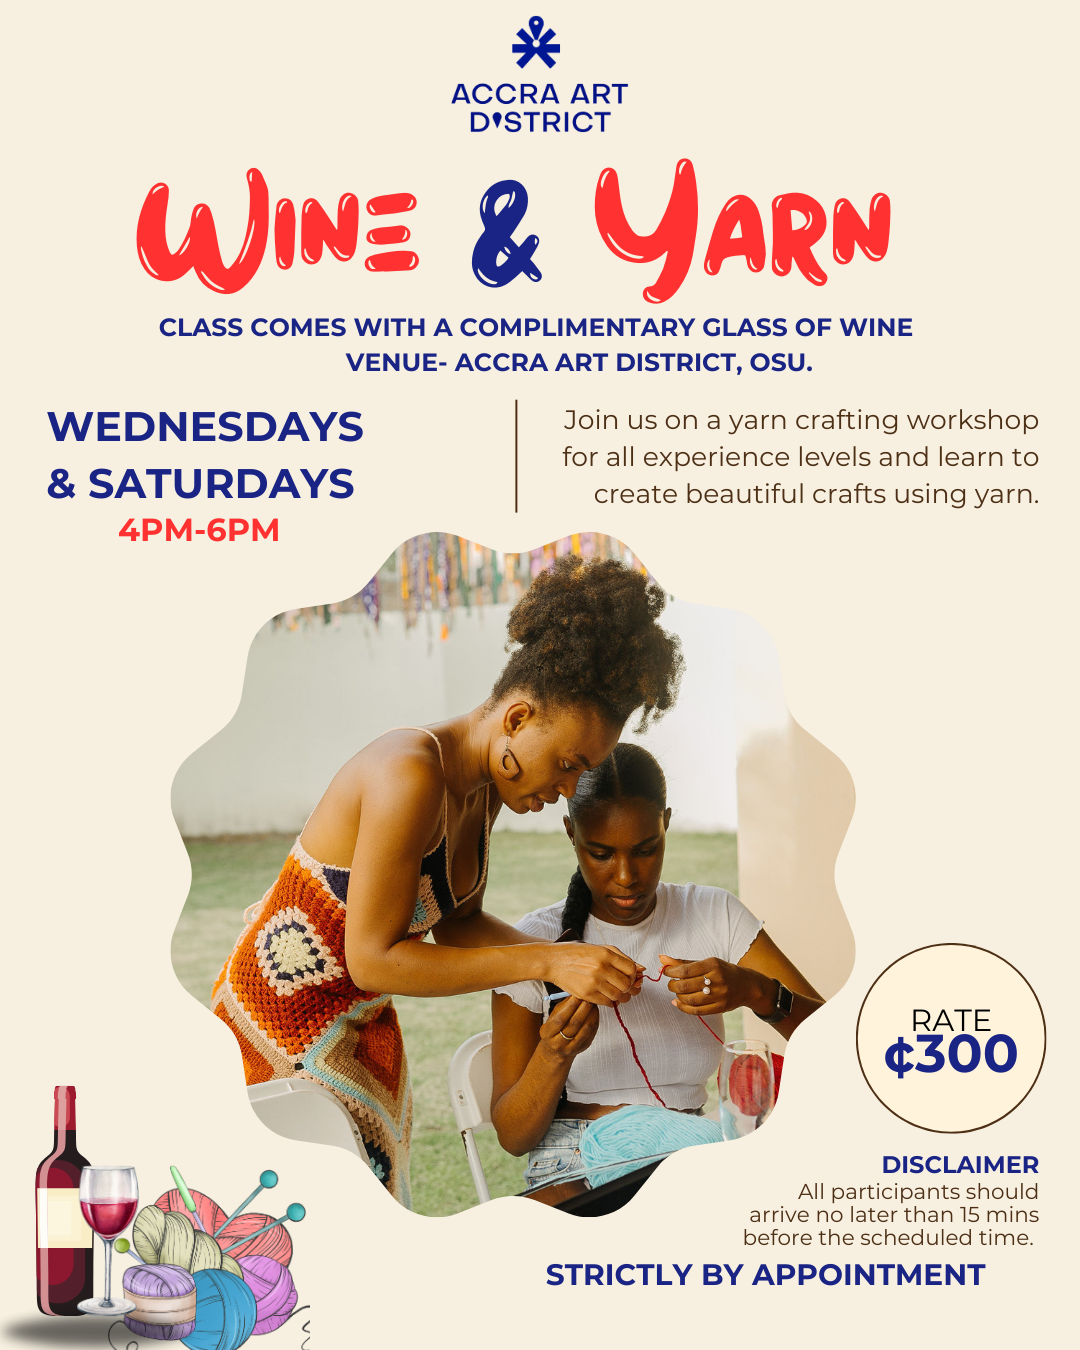 ACCRA ART
DISTRICT
WINE & YARN
CLASS COMES WITH A COMPLIMENTARY GLASS OF WINE
VENUE- ACCRA ART DISTRICT, OSU.
WEDNESDAYS
& SATURDAYS
4PM-6PM
Join us on a yarn crafting workshop
for all experience levels and learn to
create beautiful crafts using yarn.
RATE
¢300
DISCLAIMER
All participants should
arrive no later than 15 mins
before the scheduled time.
STRICTLY BY APPOINTMENT